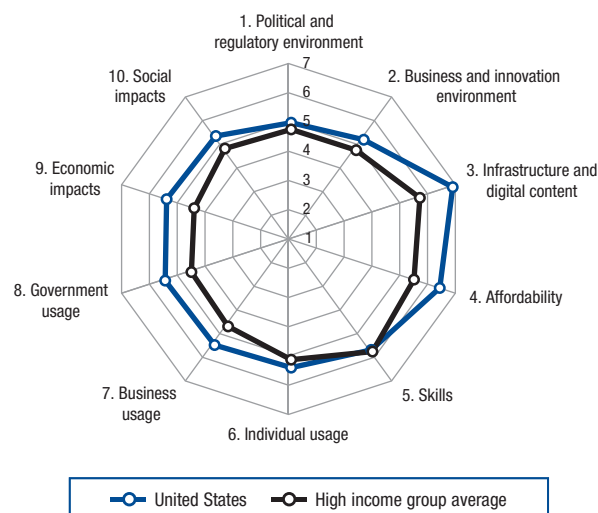 1. Political and
regulatory environment
2. Business and innovation
environment
3. Infrastructure and
digital content
4. Affordability
5. Skills
6. Individual usage
7. Business
usage
8. Government
usage
9. Economic
impacts
10. Social
impacts
7
6
5
4
3
2
1
United States
High income group average